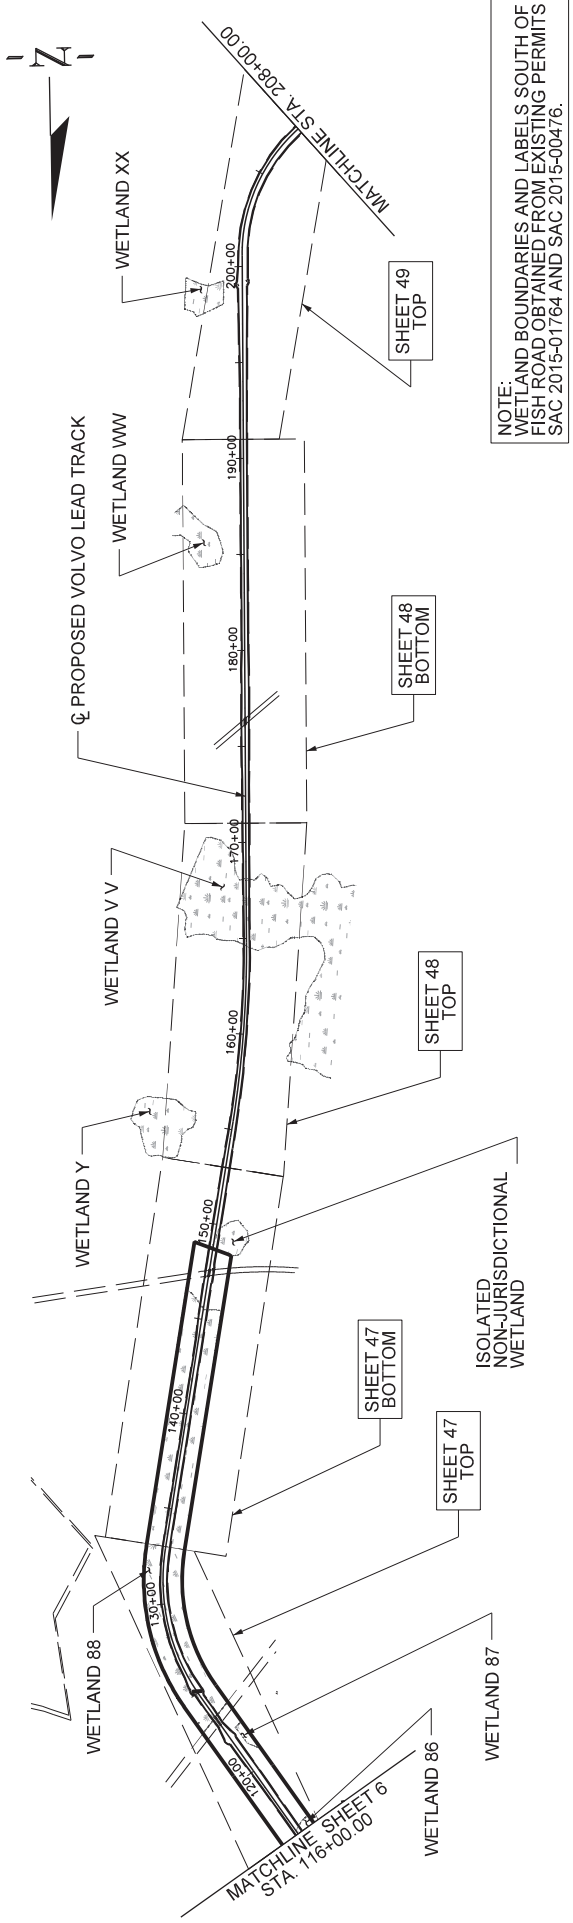 N
MATCHLINE STA. 208+00.00
WETLAND XX
200+00
SHEET 49
TOP
NOTE:
WETLAND BOUNDARIES AND LABELS SOUTH OF
FISH ROAD OBTAINED FROM EXISTING PERMITS
SAC 2015-01764 AND SAC 2015-00476.
190+00
WETLAND WW
℄ PROPOSED VOLVO LEAD TRACK
180+00
SHEET 48
BOTTOM
170+00
WETLAND V V
160+00
SHEET 48
TOP
WETLAND Y
150+00
ISOLATED
NON-JURISDICTIONAL
WETLAND
140+00
SHEET 47
BOTTOM
SHEET 47
TOP
130+00
WETLAND 88
WETLAND 87
120+00
WETLAND 86
MATCHLINE SHEET 6
STA. 116+00.00